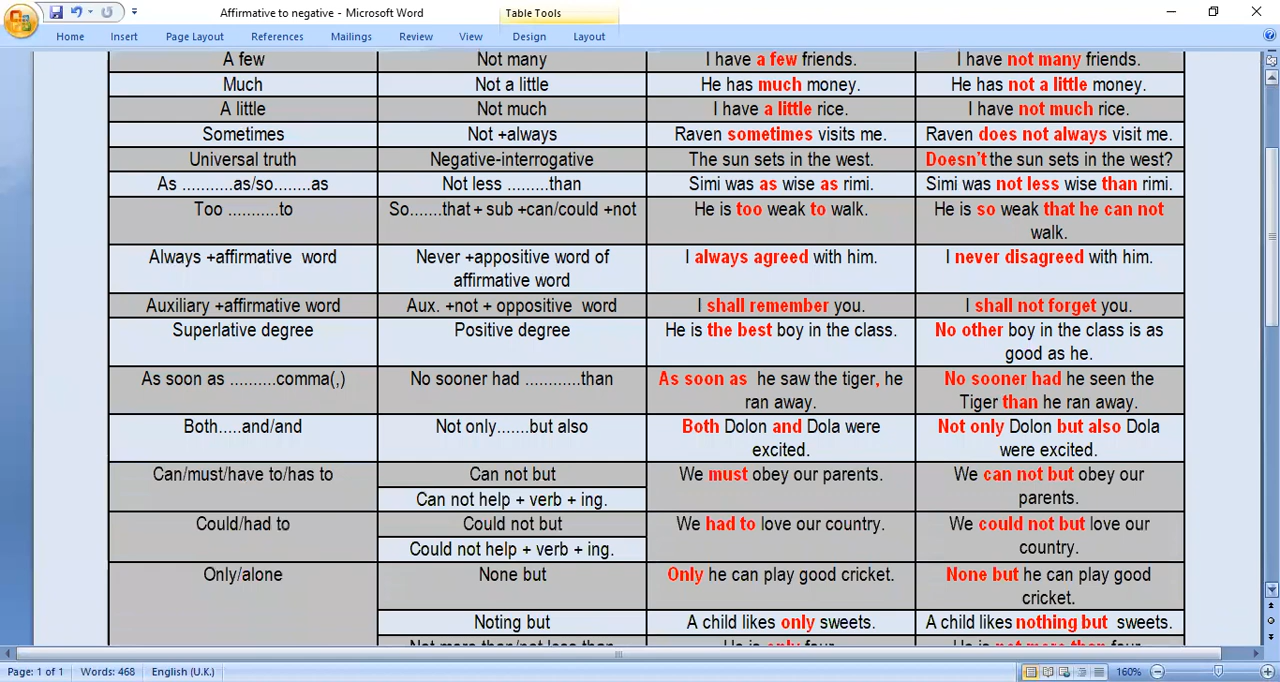 Affirmative to negative - Microsoft Word
Table Tools
Home Insert Page Layout References Mailings Review View Design Layout
A few Not many I have a few friends. I have not many friends.
Much Not a little He has much money. He has not a little money.
A little Not much I have a little rice. I have not much rice.
Sometimes Not +always Raven sometimes visits me. Raven does not always visit me.
Universal truth Negative-interrogative The sun sets in the west. Doesn't the sun sets in the west?
As ..........as/so........as Not less .........than Simi was as wise as rimi. Simi was not less wise than rimi.
Too ...........to So.......that + sub +can/could +not He is too weak to walk. He is so weak that he can not
walk.
Always +affirmative word Never +appositive word of
affirmative word
I always agreed with him. I never disagreed with him.
Auxiliary +affirmative word Aux. +not + oppositive word I shall remember you. I shall not forget you.
Superlative degree Positive degree He is the best boy in the class. No other boy in the class is as
good as he.
As soon as ..........comma(,) No sooner had ............than As soon as he saw the tiger, he
ran away.
No sooner had he seen the
Tiger than he ran away.
Both.....and/and Not only.......but also Both Dolon and Dola were
excited.
Not only Dolon but also Dola
were excited.
Can/must/have to/has to Can not but
Can not help + verb + ing.
We must obey our parents. We can not but obey our
parents.
Could/had to Could not but
Could not help + verb + ing.
We had to love our country. We could not but love our
country.
Only/alone None but Only he can play good cricket. None but he can play good
cricket.
Noting but A child likes only sweets. A child likes nothing but sweets.
Not more than/not less than He is only four. He is not more than four.
Page: 1 of 1 Words: 468 English (U.K.) 160%